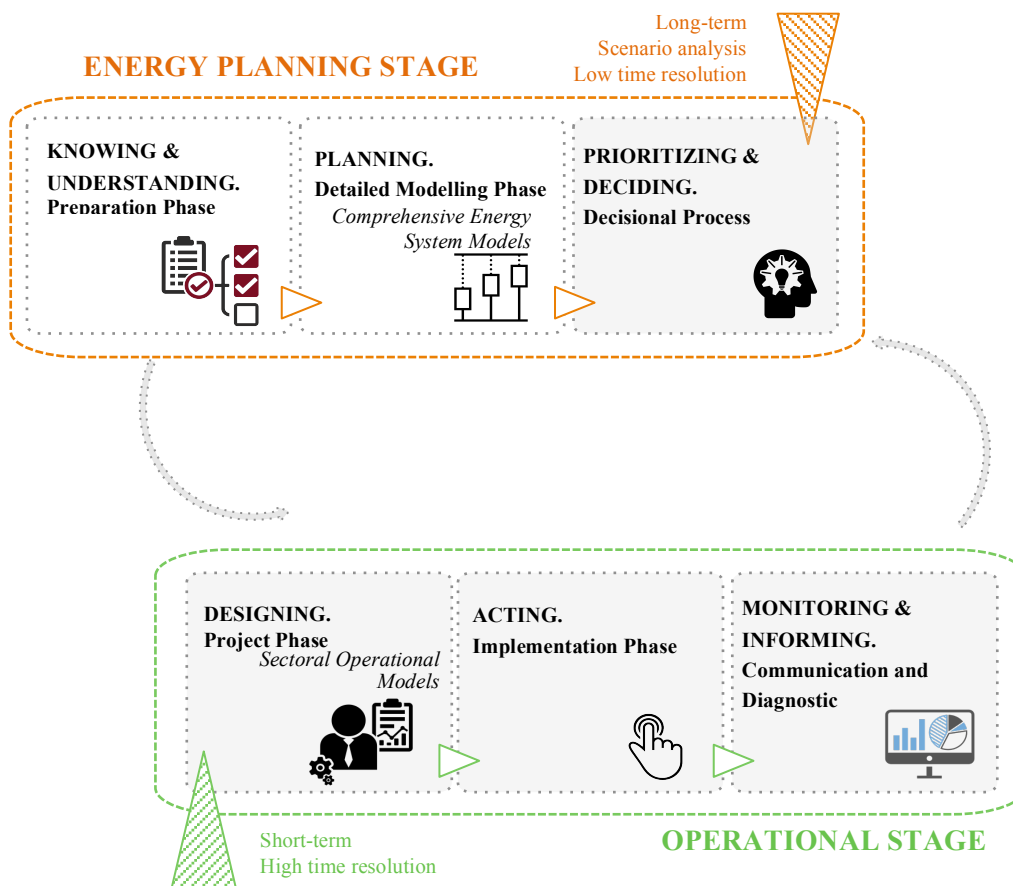 Long-term
Scenario analysis
Low time resolution
ENERGY PLANNING STAGE
KNOWING &
UNDERSTANDING.
Preparation Phase
PLANNING.
Detailed Modelling Phase
Comprehensive Energy
System Models
PRIORITIZING &
DECIDING.
Decisional Process
DESIGNING.
Project Phase
Sectoral Operational
Models
ACTING.
Implementation Phase
MONITORING &
INFORMING.
Communication and
Diagnostic
Short-term
High time resolution
OPERATIONAL STAGE